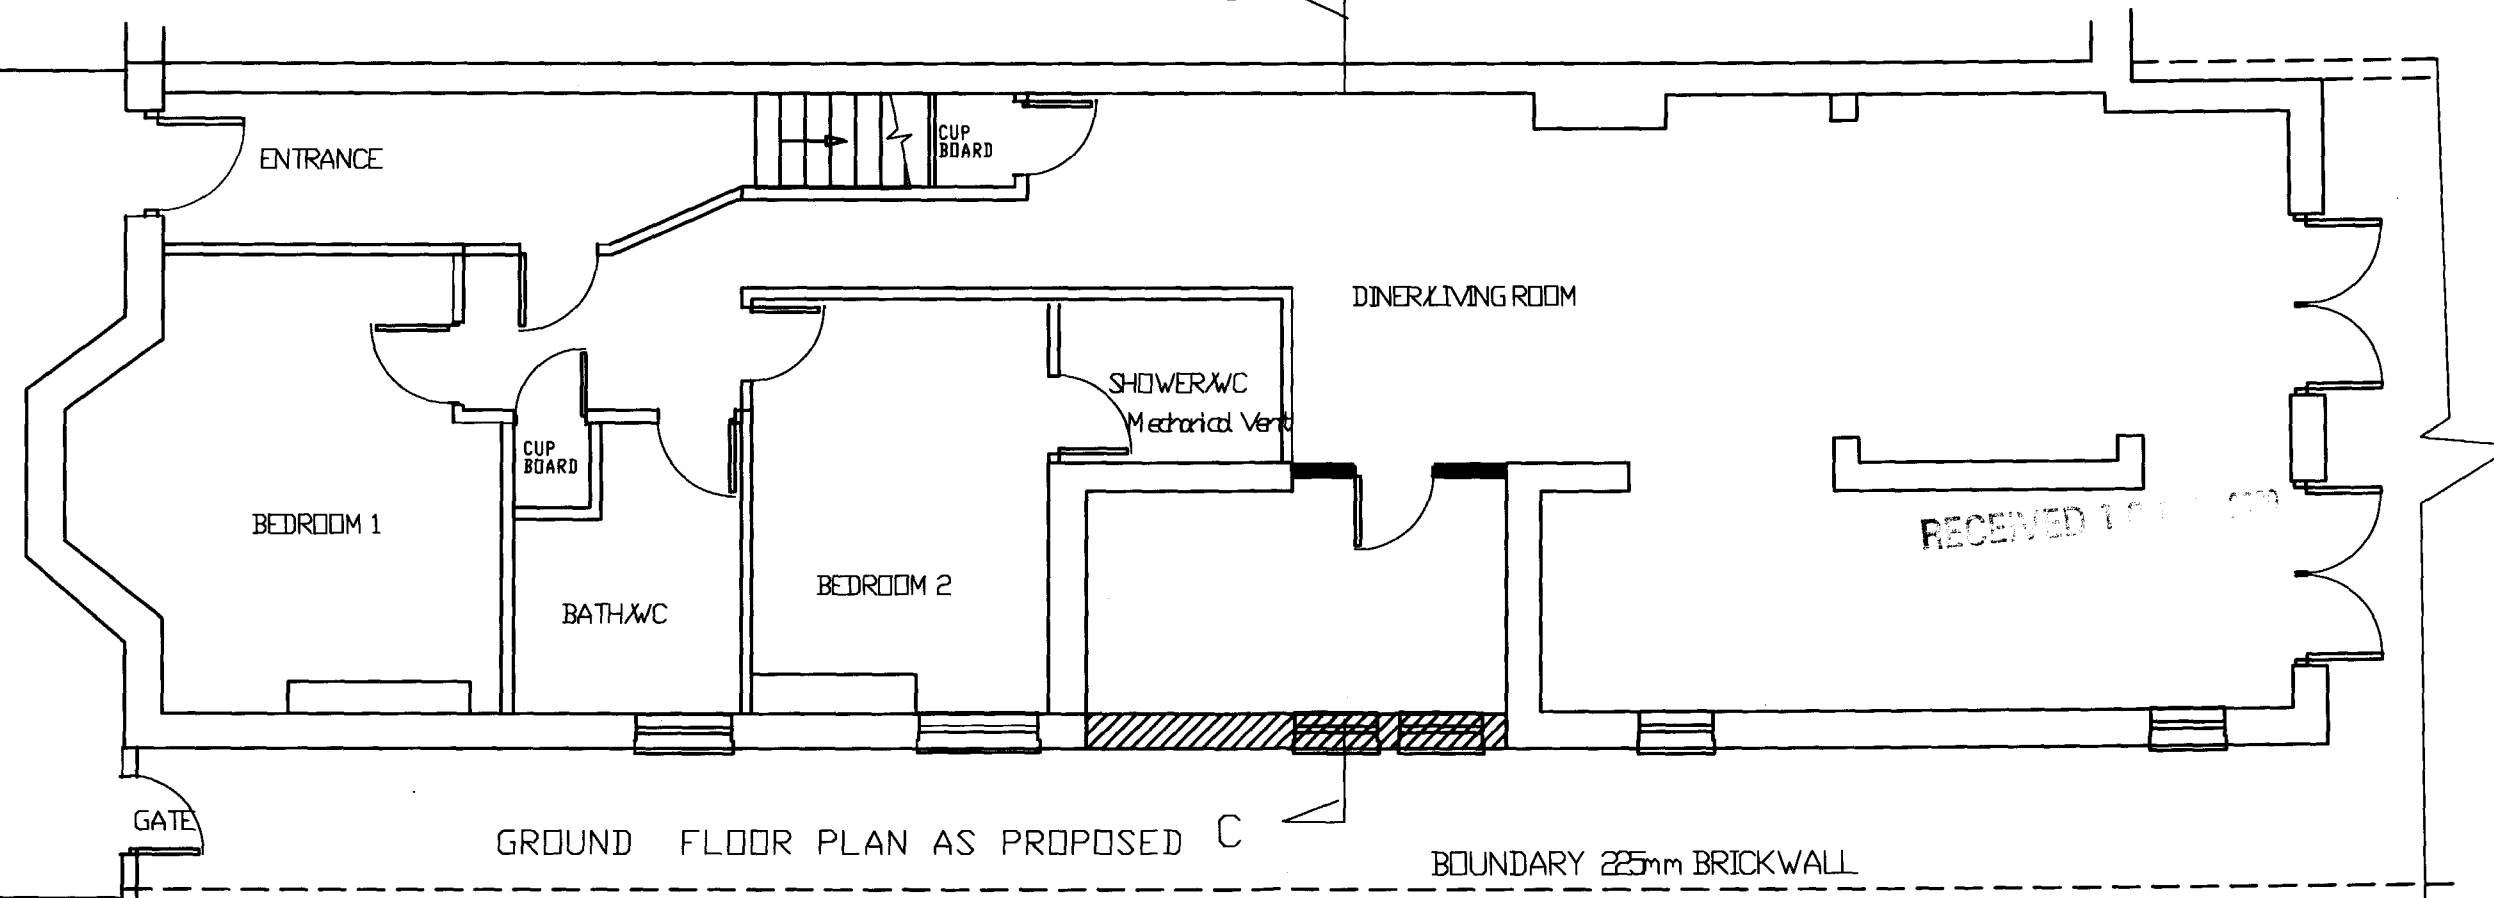 ENTRANCE
CUP
BOARD
DINER/LIVING ROOM
SHOWER/WC
Mechanical Vent
CUP
BOARD
BEDROOM 1
BEDROOM 2
BATH/WC
RECEIVED
GATE
GROUND FLOOR PLAN AS PROPOSED
C
BOUNDARY 225mm BRICKWALL